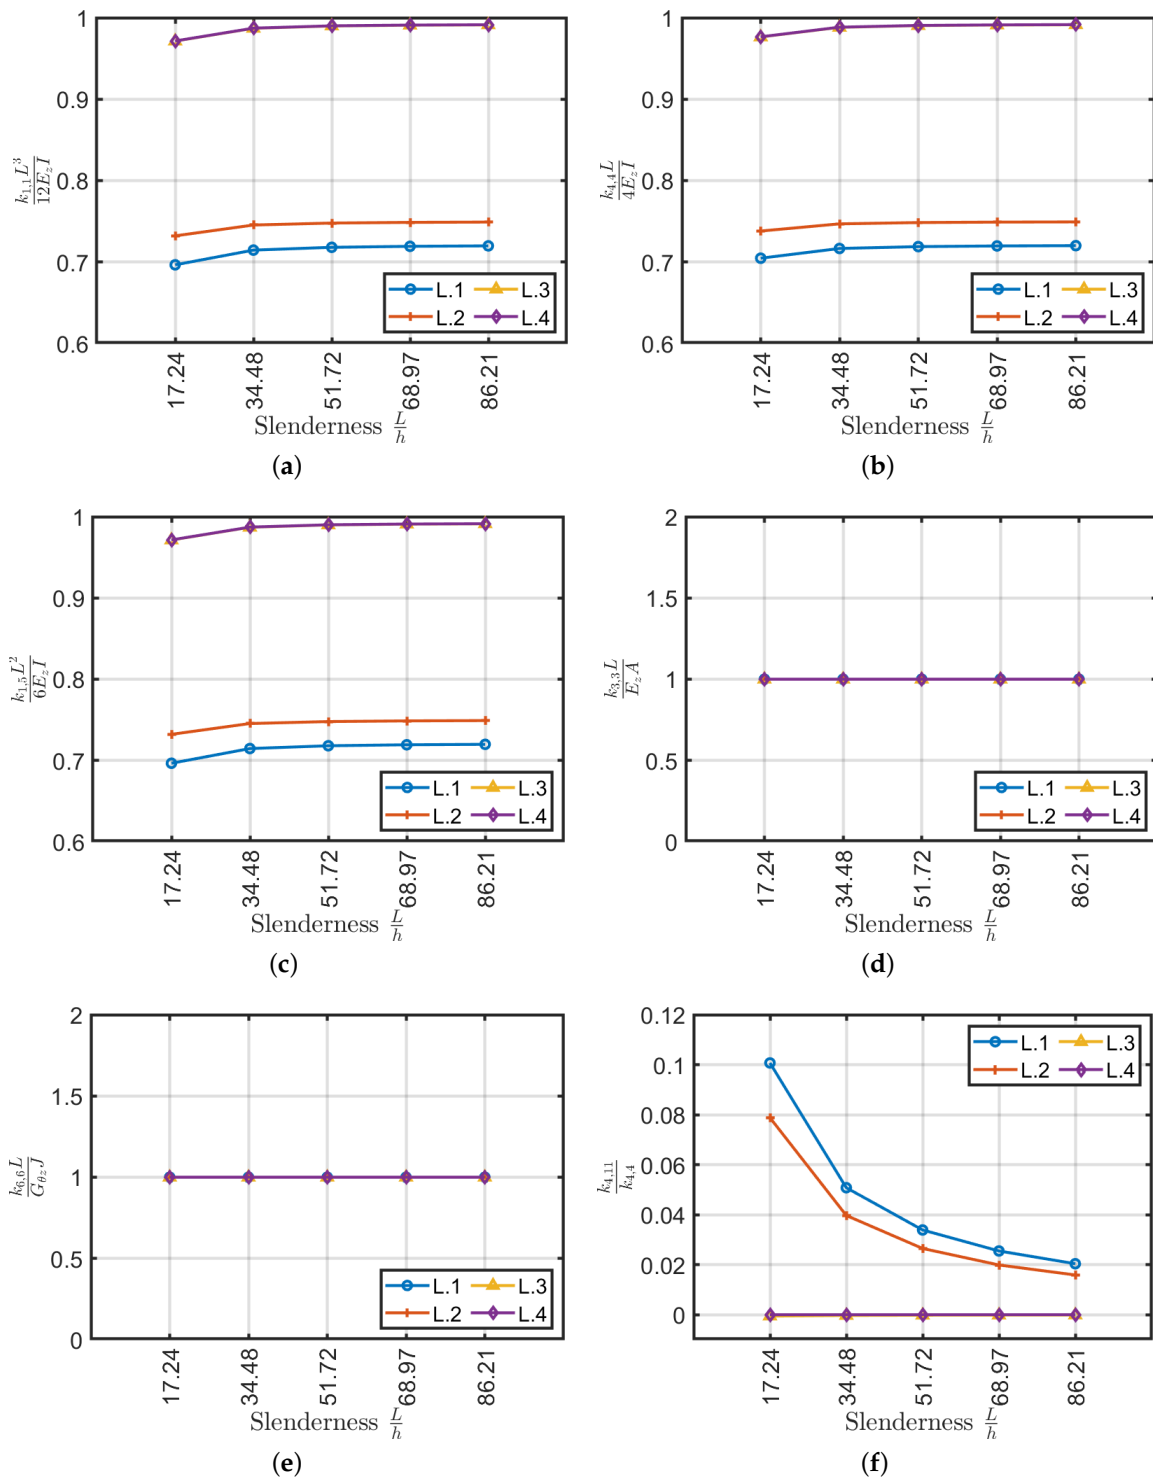 1
0.9
0.8
0.7
0.6
k₁,₁L³ / 12E_zI
L.1 L.3
L.2 L.4
17.24 34.48 51.72 68.97 86.21
Slenderness L/h
(a)
1
0.9
0.8
0.7
0.6
k₄,₄L / 4E_zI
L.1 L.3
L.2 L.4
17.24 34.48 51.72 68.97 86.21
Slenderness L/h
(b)
1
0.9
0.8
0.7
0.6
k₁,₅L² / 6E_zI
L.1 L.3
L.2 L.4
17.24 34.48 51.72 68.97 86.21
Slenderness L/h
(c)
2
1.5
1
0.5
0
k₃,₃L / E_zA
L.1 L.3
L.2 L.4
17.24 34.48 51.72 68.97 86.21
Slenderness L/h
(d)
2
1.5
1
0.5
0
k₆,₆L / G_θzJ
L.1 L.3
L.2 L.4
17.24 34.48 51.72 68.97 86.21
Slenderness L/h
(e)
0.12
0.1
0.08
0.06
0.04
0.02
0
k₄,₁₁ / k₄,₄
L.1 L.3
L.2 L.4
17.24 34.48 51.72 68.97 86.21
Slenderness L/h
(f)